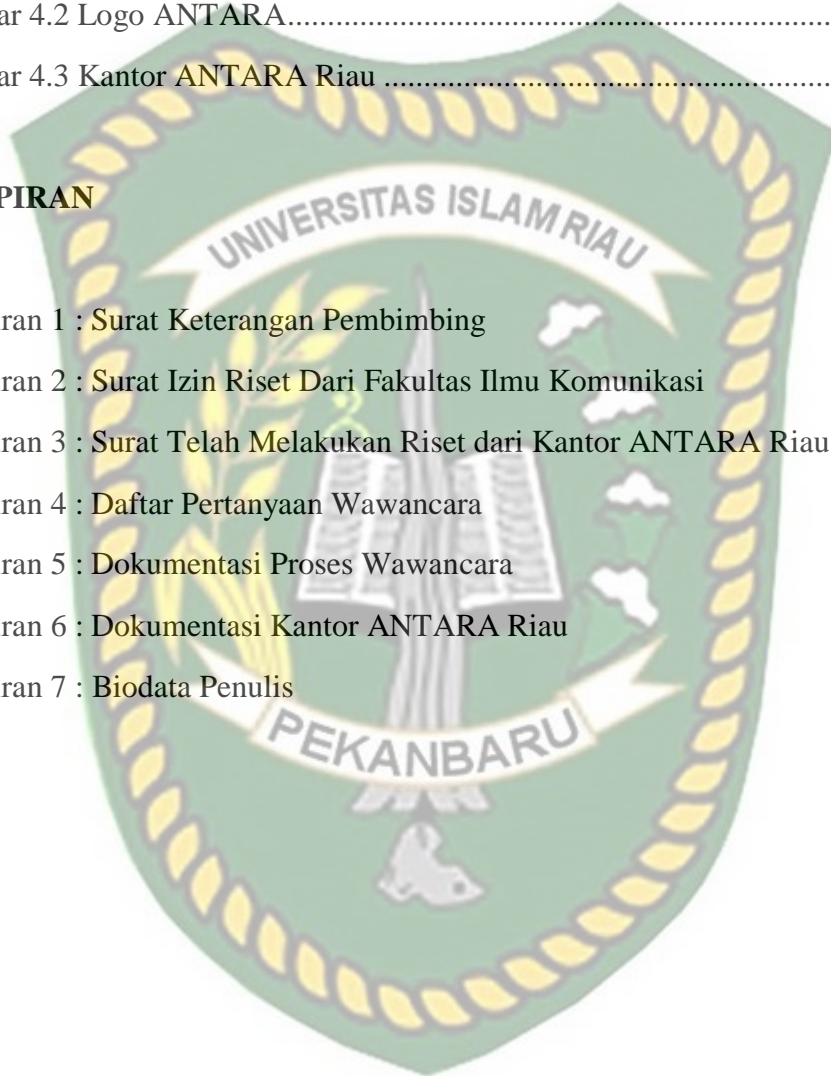 ar 4.2 Logo ANTARA......................................................................
ar 4.3 Kantor ANTARA Riau ..........................................................
PIRAN
UNIVERSITAS ISLAM RIAU
ran 1 : Surat Keterangan Pembimbing
ran 2 : Surat Izin Riset Dari Fakultas Ilmu Komunikasi
ran 3 : Surat Telah Melakukan Riset dari Kantor ANTARA Riau
ran 4 : Daftar Pertanyaan Wawancara
ran 5 : Dokumentasi Proses Wawancara
ran 6 : Dokumentasi Kantor ANTARA Riau
ran 7 : Biodata Penulis
PEKANBARU